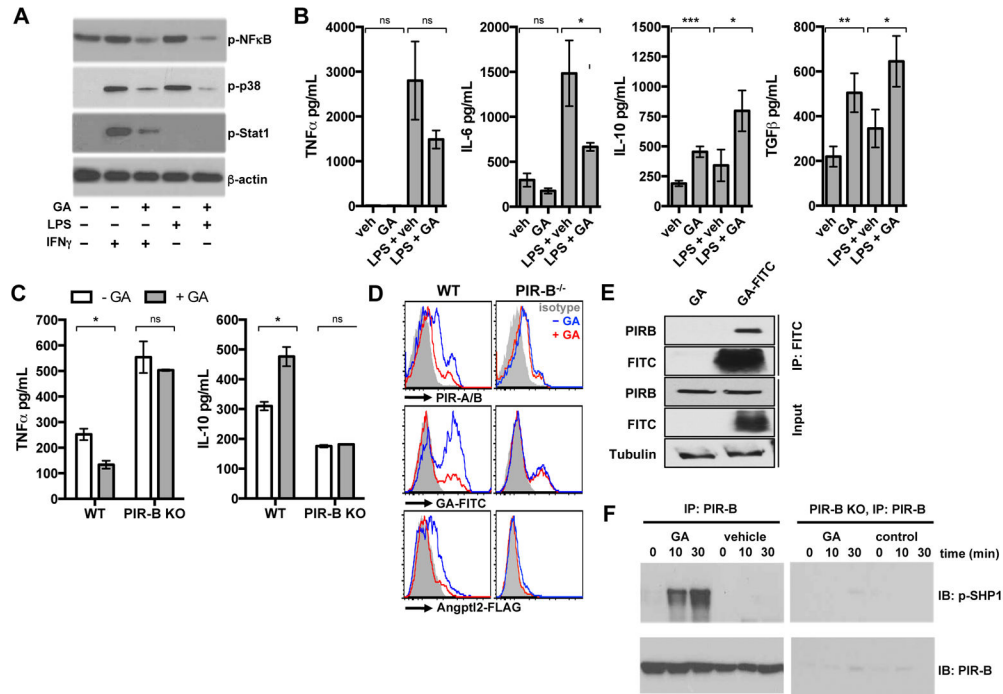 A
p-NFκB
p-p38
p-Stat1
β-actin
GA – – + – +
LPS – – – + +
IFNγ – + + – –
B
ns ns
TNFα pg/mL
4000
3000
2000
1000
0
veh GA LPS + veh LPS + GA
ns *
IL-6 pg/mL
2000
1500
1000
500
0
veh GA LPS + veh LPS + GA
*** *
IL-10 pg/mL
1500
1250
1000
750
500
250
0
veh GA LPS + veh LPS + GA
** *
TGFβ pg/mL
800
600
400
200
0
veh GA LPS + veh LPS + GA
C
- GA + GA
* ns
TNFα pg/mL
700
600
500
400
300
200
100
0
WT PIR-B KO
* ns
IL-10 pg/mL
600
500
400
300
200
100
0
WT PIR-B KO
D
WT PIR-B-/-
isotype
– GA
+ GA
PIR-A/B
GA-FITC
Angptl2-FLAG
E
GA GA-FITC
PIRB
FITC
IP: FITC
PIRB
FITC
Tubulin
Input
F
IP: PIR-B PIR-B KO, IP: PIR-B
GA vehicle GA control
0 10 30 0 10 30 0 10 30 0 10 30 time (min)
IB: p-SHP1
IB: PIR-B